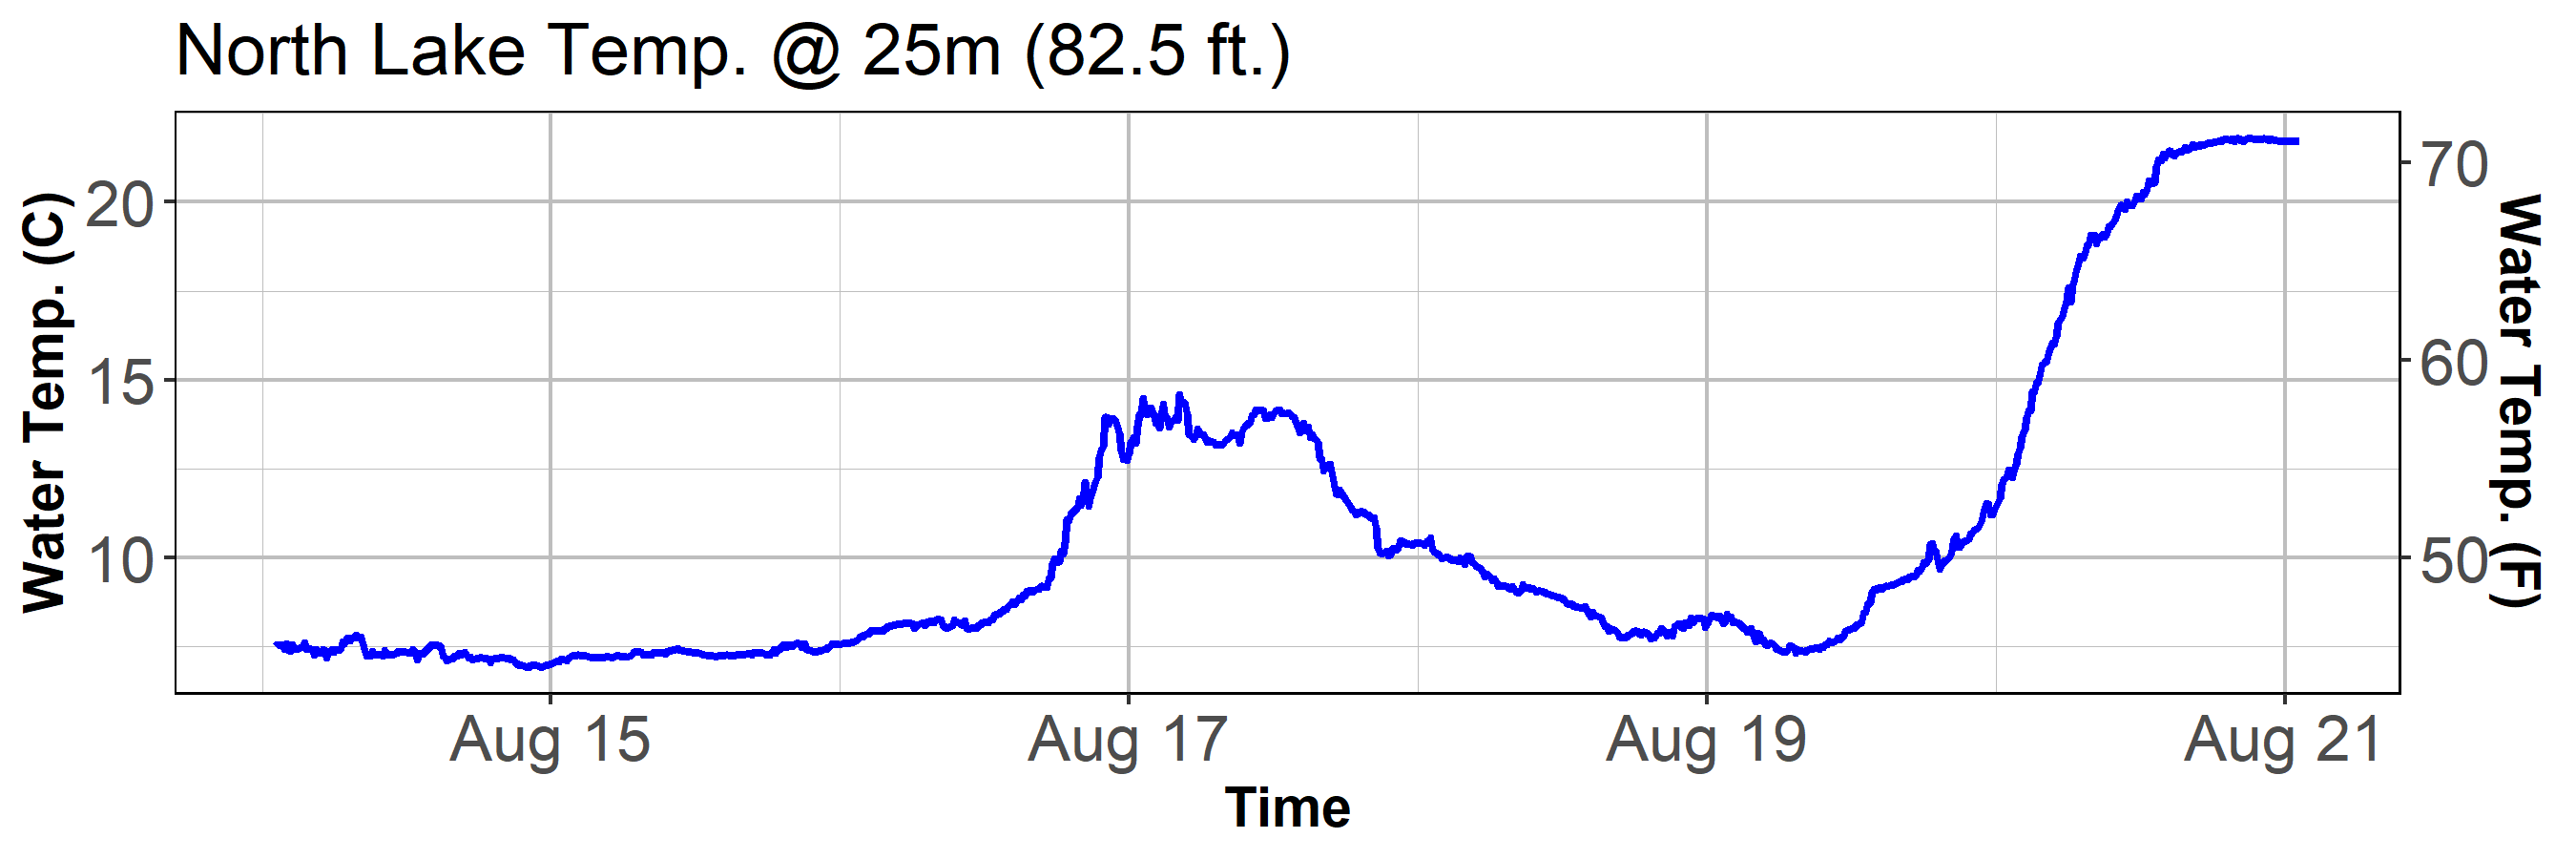 North Lake Temp. @ 25m (82.5 ft.)
Water Temp. (C)
20
15
10
70
60
50
Water Temp. (F)
Aug 15
Aug 17
Aug 19
Aug 21
Time